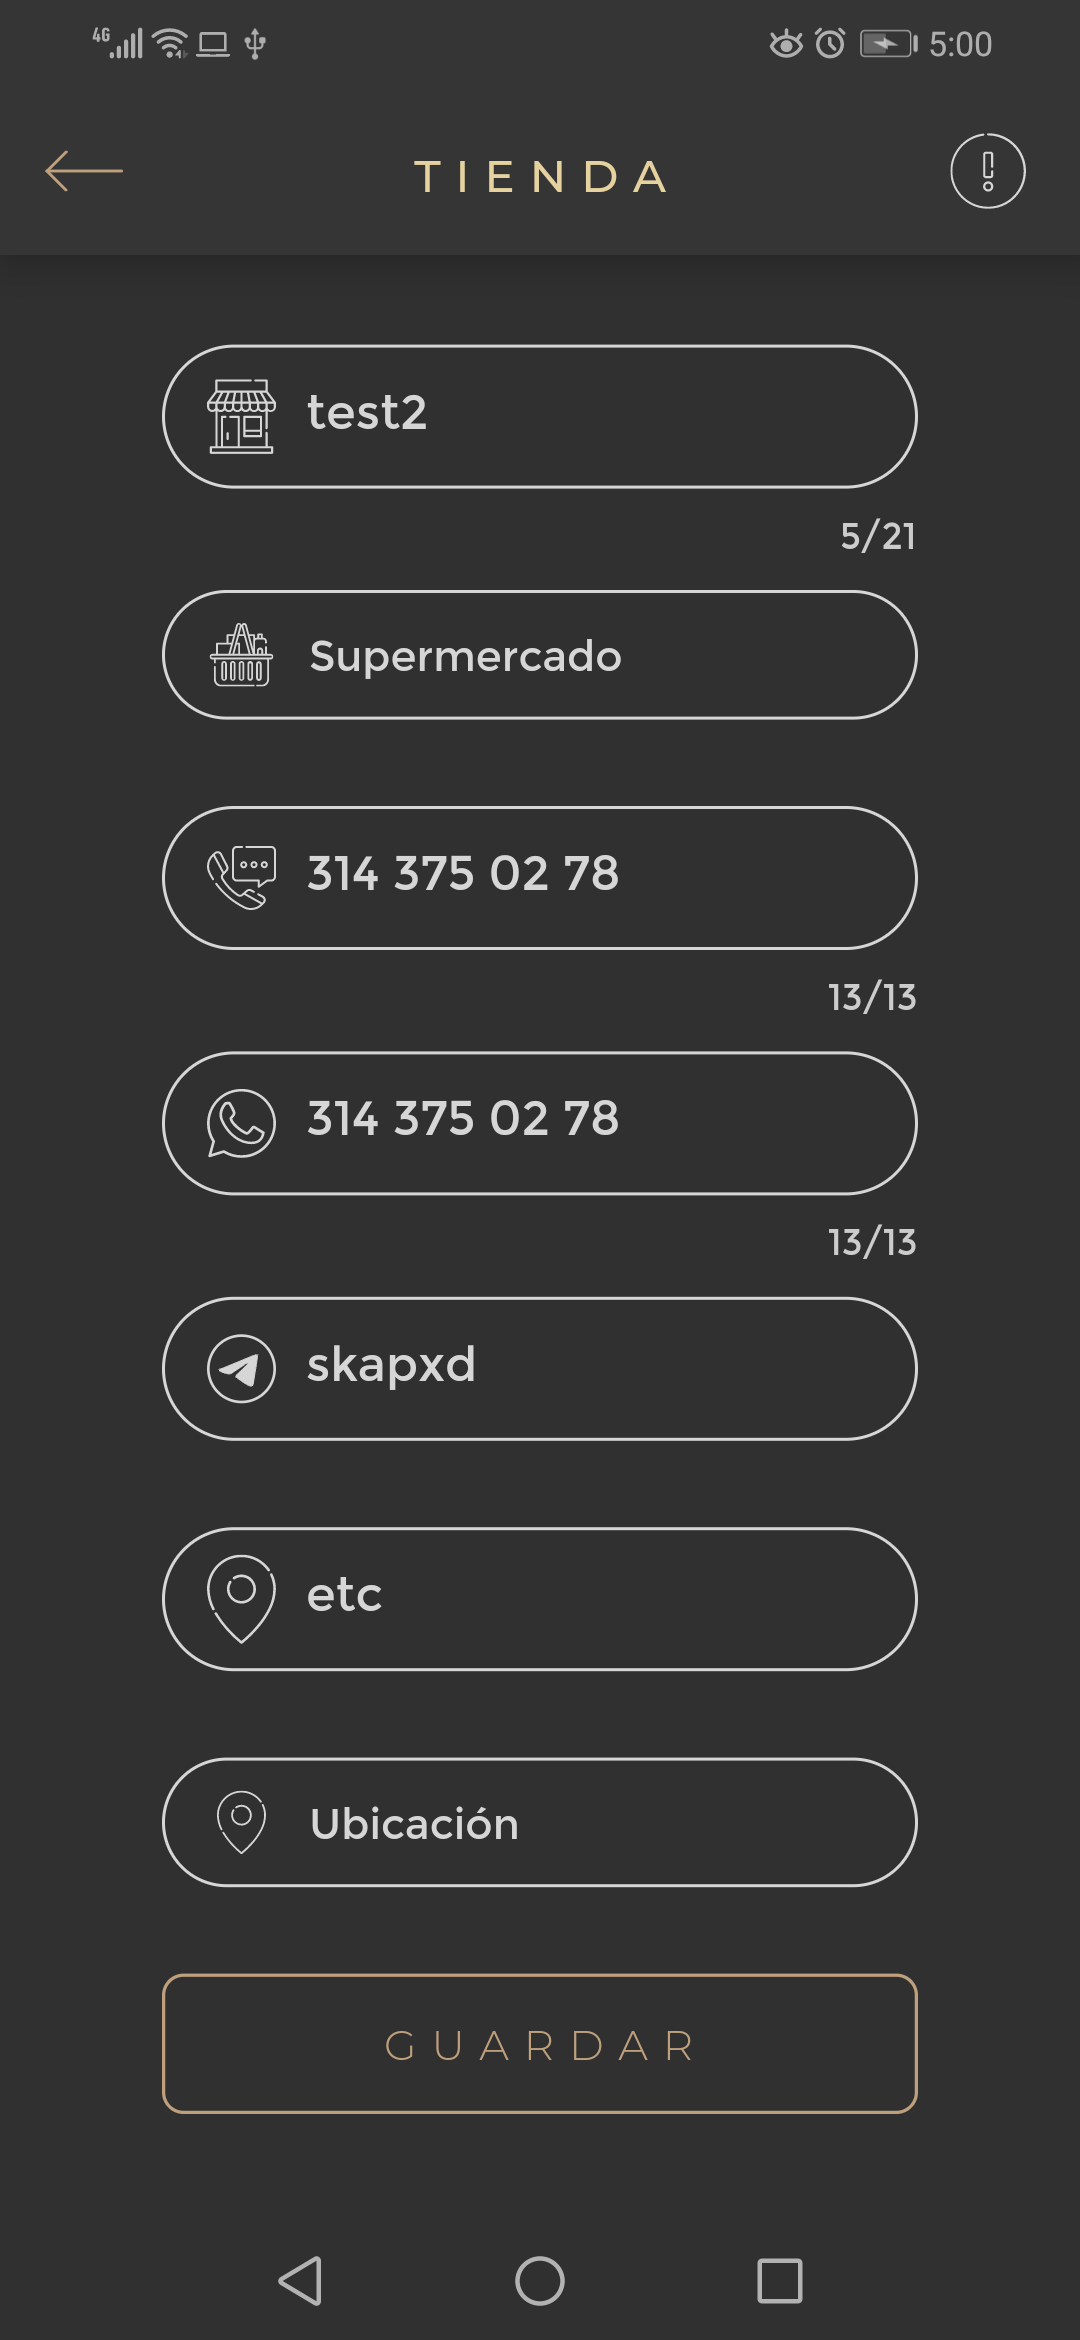 4G 5:00
TIENDA
test2
5/21
Supermercado
314 375 02 78
13/13
314 375 02 78
13/13
skapxd
etc
Ubicación
GUARDAR